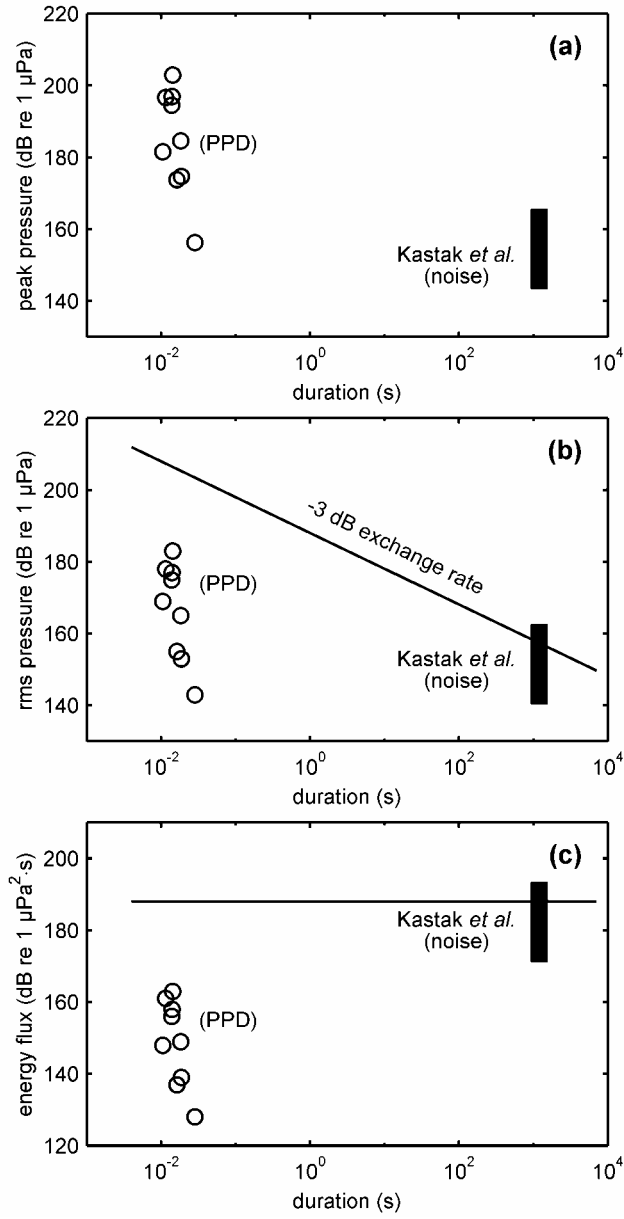 220
(a)
200
180
(PPD)
160
Kastak et al.
(noise)
140
peak pressure (dB re 1 µPa)
10⁻² 10⁰ 10² 10⁴
duration (s)
220
(b)
200
-3 dB exchange rate
180
(PPD)
160
Kastak et al.
(noise)
140
rms pressure (dB re 1 µPa)
10⁻² 10⁰ 10² 10⁴
duration (s)
(c)
200
180
Kastak et al.
(noise)
160
(PPD)
140
120
energy flux (dB re 1 µPa²·s)
10⁻² 10⁰ 10² 10⁴
duration (s)